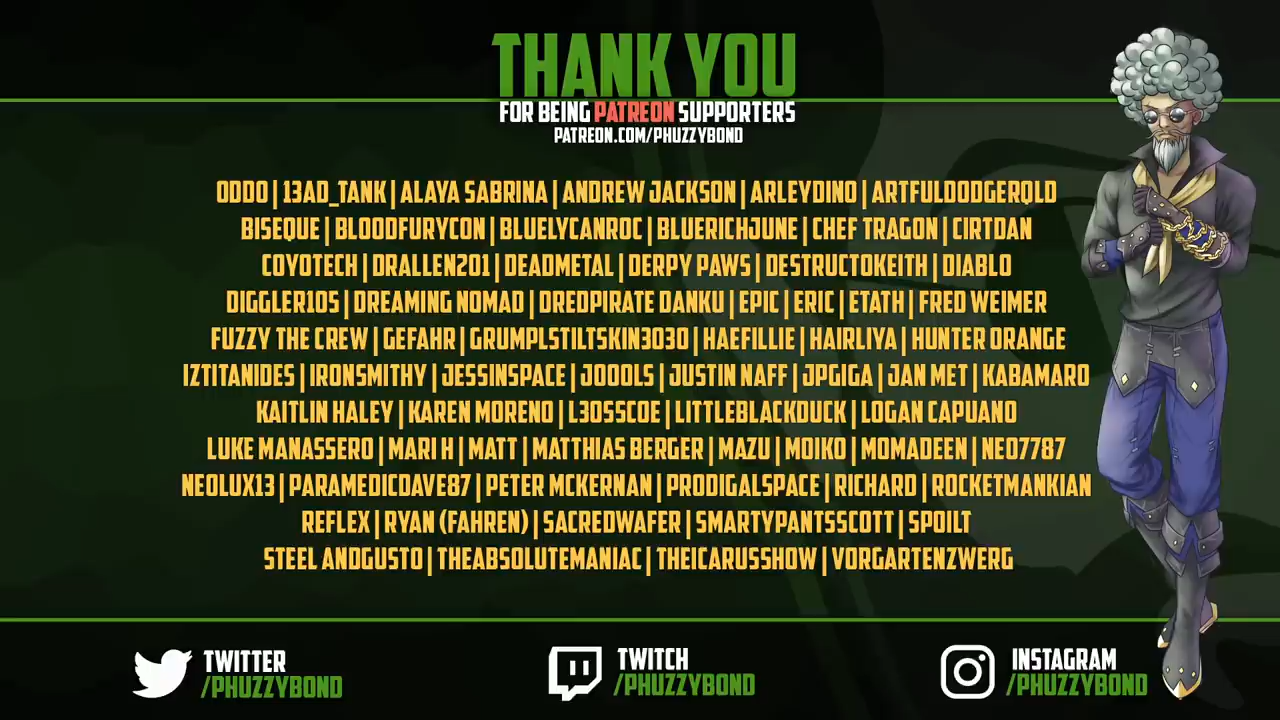 THANK YOU
FOR BEING PATREON SUPPORTERS
PATREON.COM/PHUZZYBOND
ODDO | 13AD_TANK | ALAYA SABRINA | ANDREW JACKSON | ARLEYDINO | ARTFULDODGERQLD
BISEQUE | BLOODFURYCON | BLUELYCANROC | BLUERICHJUNE | CHEF TRAGON | CIRTDAN
COYOTECH | DRALLEN201 | DEADMETAL | DERPY PAWS | DESTRUCTOKEITH | DIABLO
DIGGLER105 | DREAMING NOMAD | DREDPIRATE DANKU | EPIC | ERIC | ETATH | FRED WEIMER
FUZZY THE CREW | GEFAHR | GRUMPLSTILTSKIN3030 | HAEFILLIE | HAIRLIYA | HUNTER ORANGE
IZTITANIDES | IRONSMITHY | JESSINSPACE | JOOOLS | JUSTIN NAFF | JPGIGA | JAN MET | KABAMARO
KAITLIN HALEY | KAREN MORENO | L30SSCOE | LITTLEBLACKDUCK | LOGAN CAPUANO
LUKE MANASSERO | MARI H | MATT | MATTHIAS BERGER | MAZU | MOIKO | MOMADEEN | NEO7787
NEOLUX13 | PARAMEDICDAVE87 | PETER MCKERNAN | PRODIGALSPACE | RICHARD | ROCKETMANKIAN
REFLEX | RYAN (FAHREN) | SACREDWAFER | SMARTYPANTSSCOTT | SPOILT
STEEL ANDGUSTO | THEABSOLUTEMANIAC | THEICARUSSHOW | VORGARTENZWERG
TWITTER
/PHUZZYBOND
TWITCH
/PHUZZYBOND
INSTAGRAM
/PHUZZYBOND